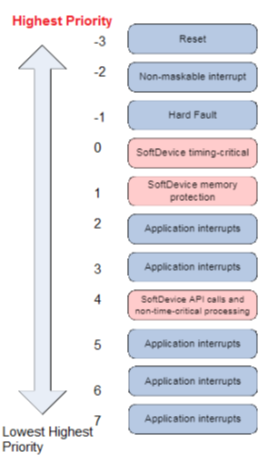 Highest Priority
-3 Reset
-2 Non-maskable interrupt
-1 Hard Fault
0 SoftDevice timing-critical
1 SoftDevice memory
protection
2 Application interrupts
3 Application interrupts
4 SoftDevice API calls and
non-time-critical processing
5 Application interrupts
6 Application interrupts
7 Application interrupts
Lowest Highest
Priority